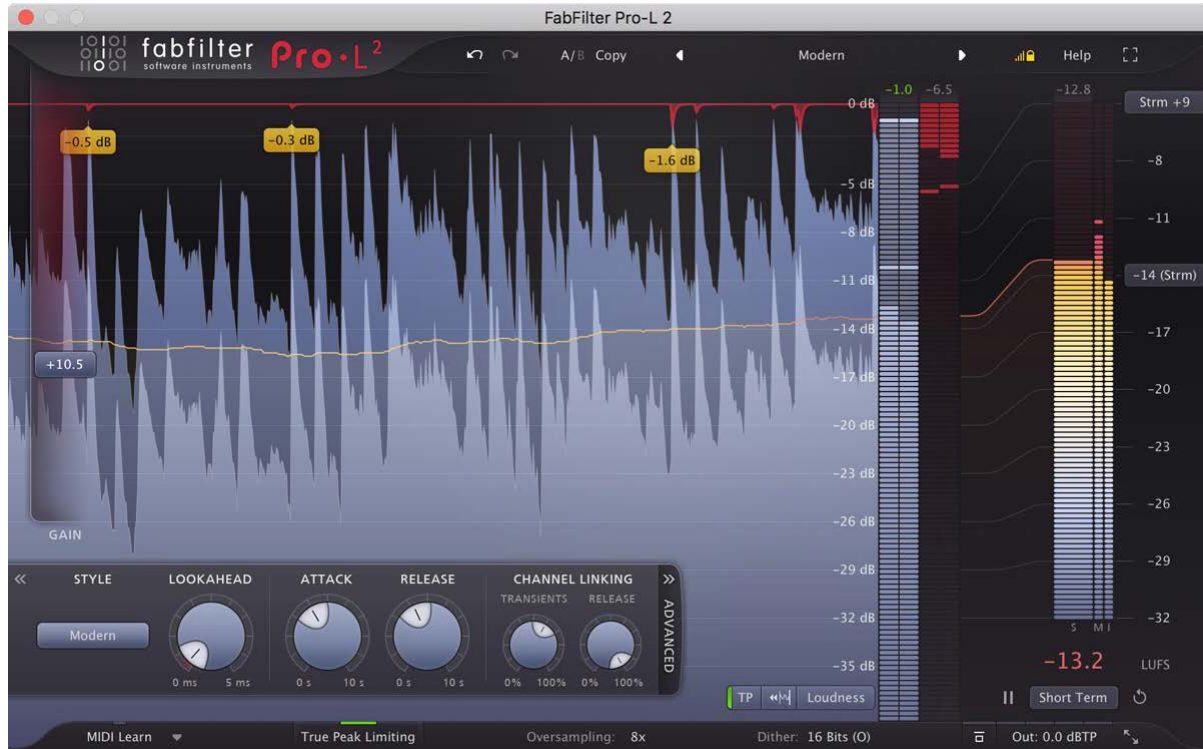 FabFilter Pro-L 2
fabfilter
software instruments
Pro·L²
A/B Copy
Modern
Help
-1.0 -6.5
-12.8
0 dB
Strm +9
-0.5 dB
-0.3 dB
-1.6 dB
-8
-5 dB
-11
-8 dB
-11 dB
-14 (Strm)
-14 dB
-17
+10.5
-17 dB
-20
-20 dB
-23
-23 dB
-26
-26 dB
GAIN
-29 dB
-29
STYLE
LOOKAHEAD
ATTACK
RELEASE
CHANNEL LINKING
TRANSIENTS
RELEASE
ADVANCED
Modern
-32 dB
-32
S M I
-35 dB
-13.2 LUFS
0 ms 5 ms
0 s 10 s
0 s 10 s
0% 100%
0% 100%
TP
Loudness
Short Term
MIDI Learn
True Peak Limiting
Oversampling: 8x
Dither: 16 Bits (O)
Out: 0.0 dBTP